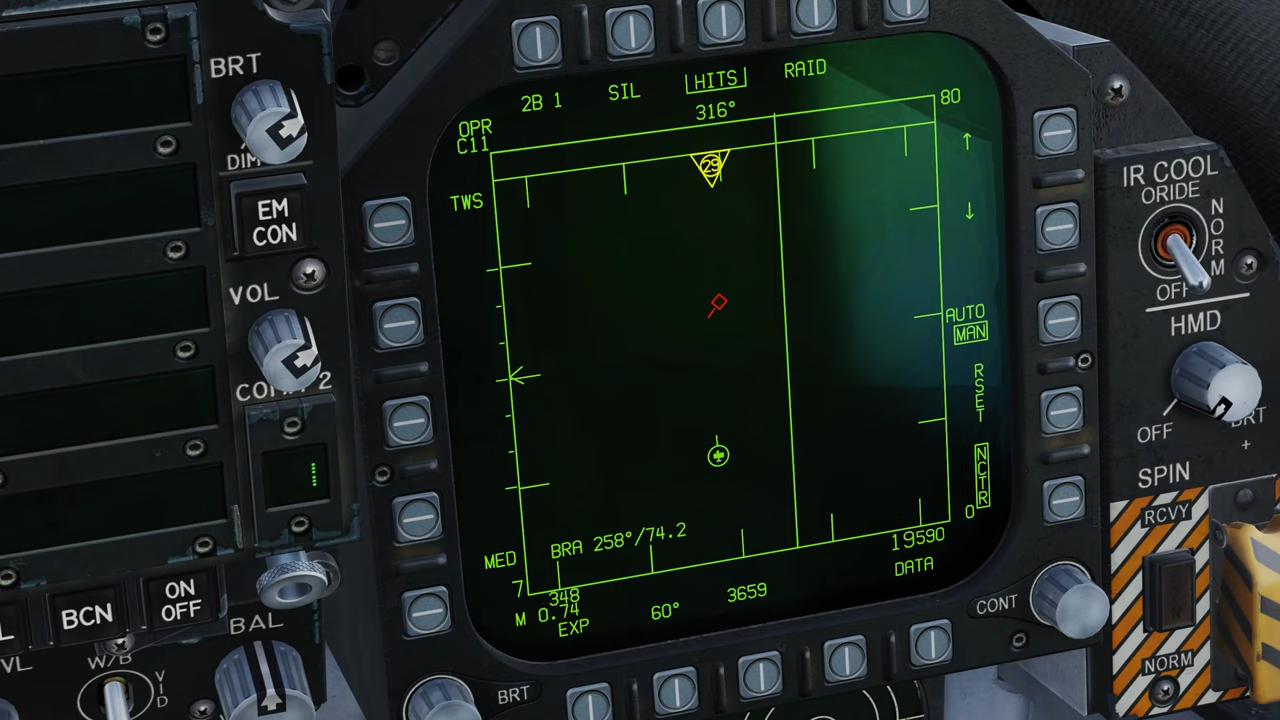 BRT
DIM
EM
CON
VOL
COMM 2
ON
OFF
BCN
VL
BAL
W/B
VID
2B 1
SIL
HITS
RAID
OPR
C11
316°
80
TWS
29
AUTO
MAN
RSET
NCTR
0
BRA 258°/74.2
MED
7
348
M 0.74
EXP
60°
3659
19590
DATA
BRT
CONT
IR COOL
ORIDE
NORM
OFF
HMD
OFF
BRT
+
SPIN
RCVY
NORM